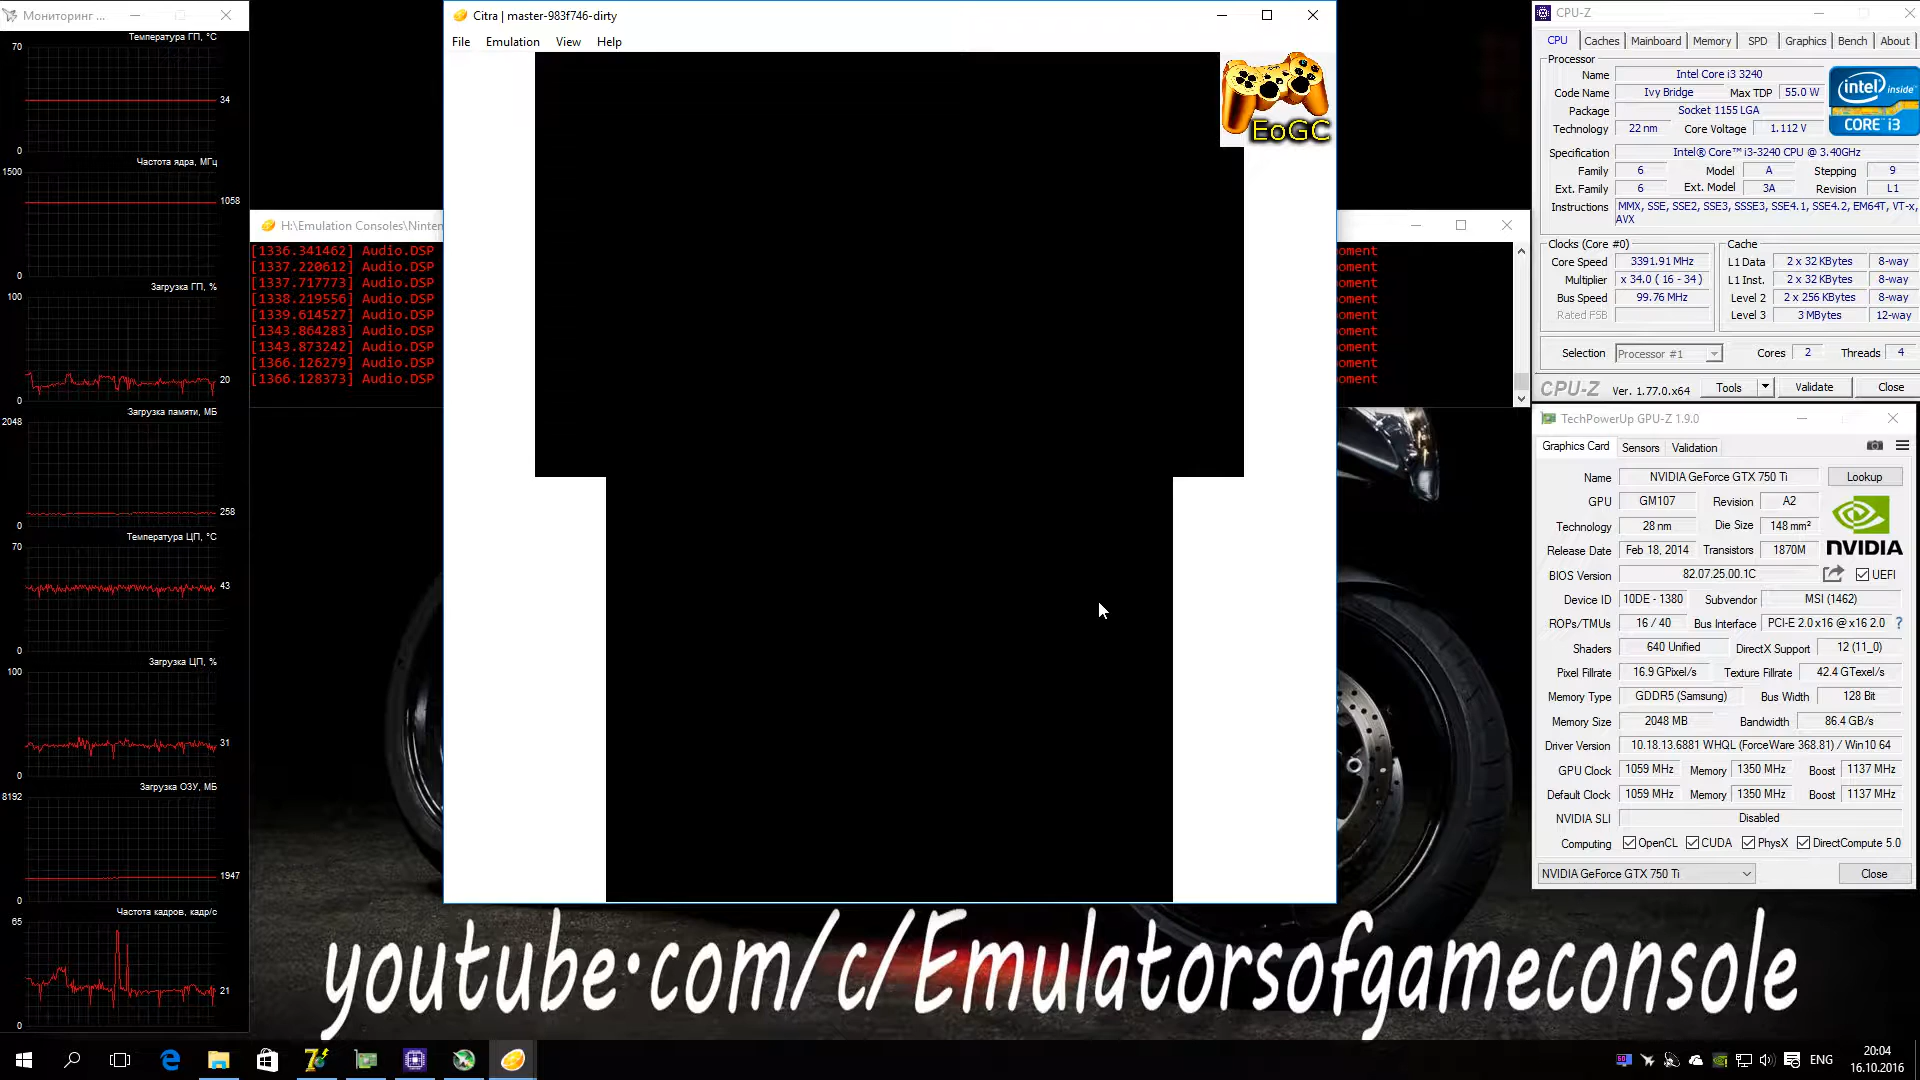 Мониторинг ...
Температура ГП, °C
70
34
0
Частота ядра, МГц
1500
1058
0
Загрузка ГП, %
100
20
0
Загрузка памяти, МБ
2048
258
0
Температура ЦП, °C
70
43
0
Загрузка ЦП, %
100
31
0
Загрузка ОЗУ, МБ
8192
1947
0
Частота кадров, кадр/с
65
21
0
H:\Emulation Consoles\Ninten
[1336.341462] Audio.DSP oment
[1337.220612] Audio.DSP oment
[1337.717773] Audio.DSP oment
[1338.219556] Audio.DSP oment
[1339.614527] Audio.DSP oment
[1343.864283] Audio.DSP oment
[1343.873242] Audio.DSP oment
[1366.126279] Audio.DSP oment
[1366.128373] Audio.DSP oment
Citra | master-983f746-dirty
File Emulation View Help
EoGC
CPU-Z
CPU Caches Mainboard Memory SPD Graphics Bench About
Processor
Name Intel Core i3 3240
Code Name Ivy Bridge Max TDP 55.0 W
Package Socket 1155 LGA
Technology 22 nm Core Voltage 1.112 V
intel inside™
CORE i3
Specification Intel® Core™ i3-3240 CPU @ 3.40GHz
Family 6 Model A Stepping 9
Ext. Family 6 Ext. Model 3A Revision L1
Instructions MMX, SSE, SSE2, SSE3, SSSE3, SSE4.1, SSE4.2, EM64T, VT-x,
AVX
Clocks (Core #0) Cache
Core Speed 3391.91 MHz L1 Data 2 x 32 KBytes 8-way
Multiplier x 34.0 ( 16 - 34 ) L1 Inst. 2 x 32 KBytes 8-way
Bus Speed 99.76 MHz Level 2 2 x 256 KBytes 8-way
Rated FSB Level 3 3 MBytes 12-way
Selection Processor #1 Cores 2 Threads 4
CPU-Z Ver. 1.77.0.x64 Tools Validate Close
TechPowerUp GPU-Z 1.9.0
Graphics Card Sensors Validation
Name NVIDIA GeForce GTX 750 Ti Lookup
GPU GM107 Revision A2
Technology 28 nm Die Size 148 mm²
Release Date Feb 18, 2014 Transistors 1870M
NVIDIA
BIOS Version 82.07.25.00.1C UEFI
Device ID 10DE - 1380 Subvendor MSI (1462)
ROPs/TMUs 16 / 40 Bus Interface PCI-E 2.0 x16 @ x16 2.0 ?
Shaders 640 Unified DirectX Support 12 (11_0)
Pixel Fillrate 16.9 GPixel/s Texture Fillrate 42.4 GTexel/s
Memory Type GDDR5 (Samsung) Bus Width 128 Bit
Memory Size 2048 MB Bandwidth 86.4 GB/s
Driver Version 10.18.13.6881 WHQL (ForceWare 368.81) / Win10 64
GPU Clock 1059 MHz Memory 1350 MHz Boost 1137 MHz
Default Clock 1059 MHz Memory 1350 MHz Boost 1137 MHz
NVIDIA SLI Disabled
Computing OpenCL CUDA PhysX DirectCompute 5.0
NVIDIA GeForce GTX 750 Ti Close
youtube.com/c/Emulatorsofgameconsole
ENG
20:04
16.10.2016